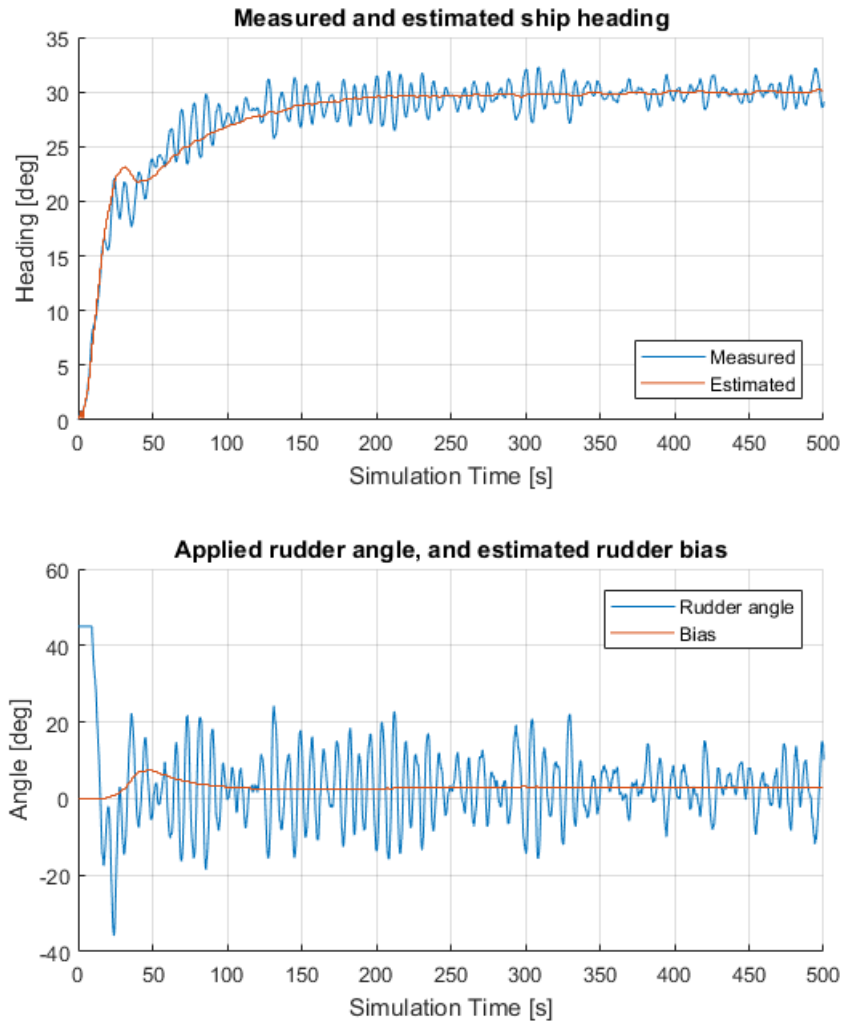 Measured and estimated ship heading
35
30
25
20
15
10
5
0
Heading [deg]
Measured
Estimated
0 50 100 150 200 250 300 350 400 450 500
Simulation Time [s]
Applied rudder angle, and estimated rudder bias
60
40
20
0
-20
-40
Angle [deg]
Rudder angle
Bias
0 50 100 150 200 250 300 350 400 450 500
Simulation Time [s]